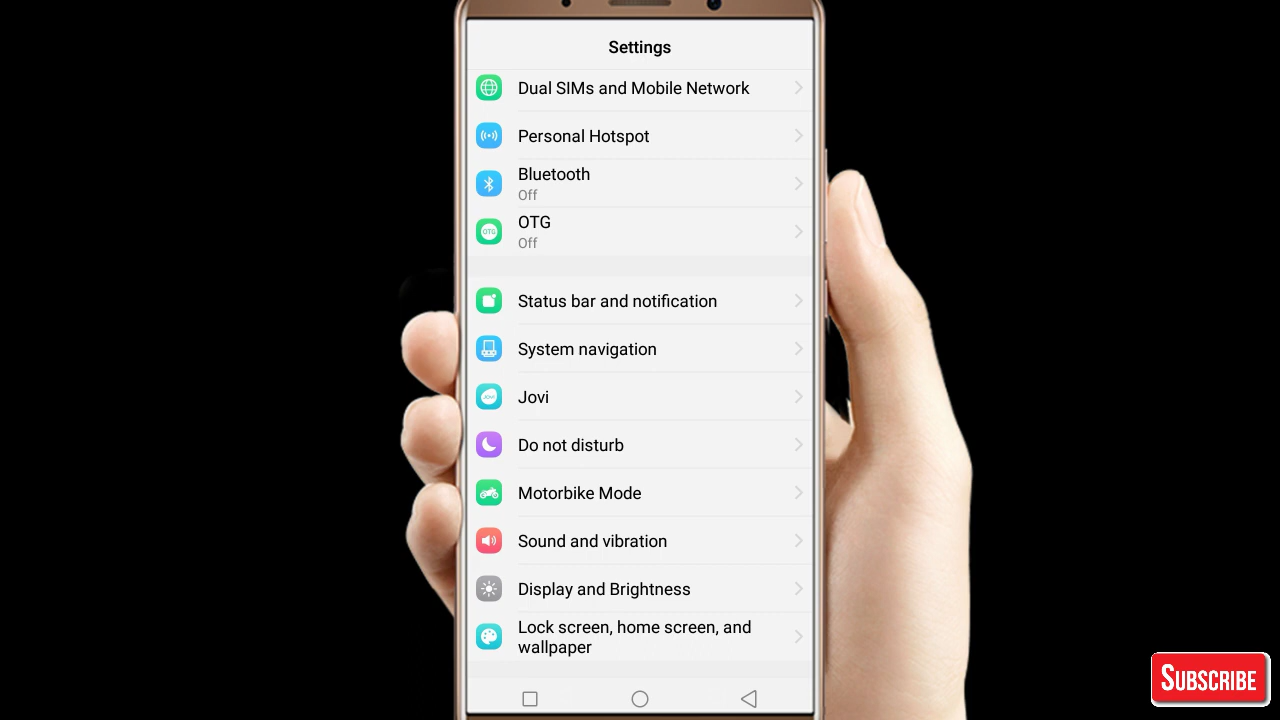 Settings
Dual SIMs and Mobile Network
Personal Hotspot
Bluetooth
Off
OTG
OTG
Off
Status bar and notification
System navigation
Jovi
Do not disturb
Motorbike Mode
Sound and vibration
Display and Brightness
Lock screen, home screen, and
wallpaper
SUBSCRIBE